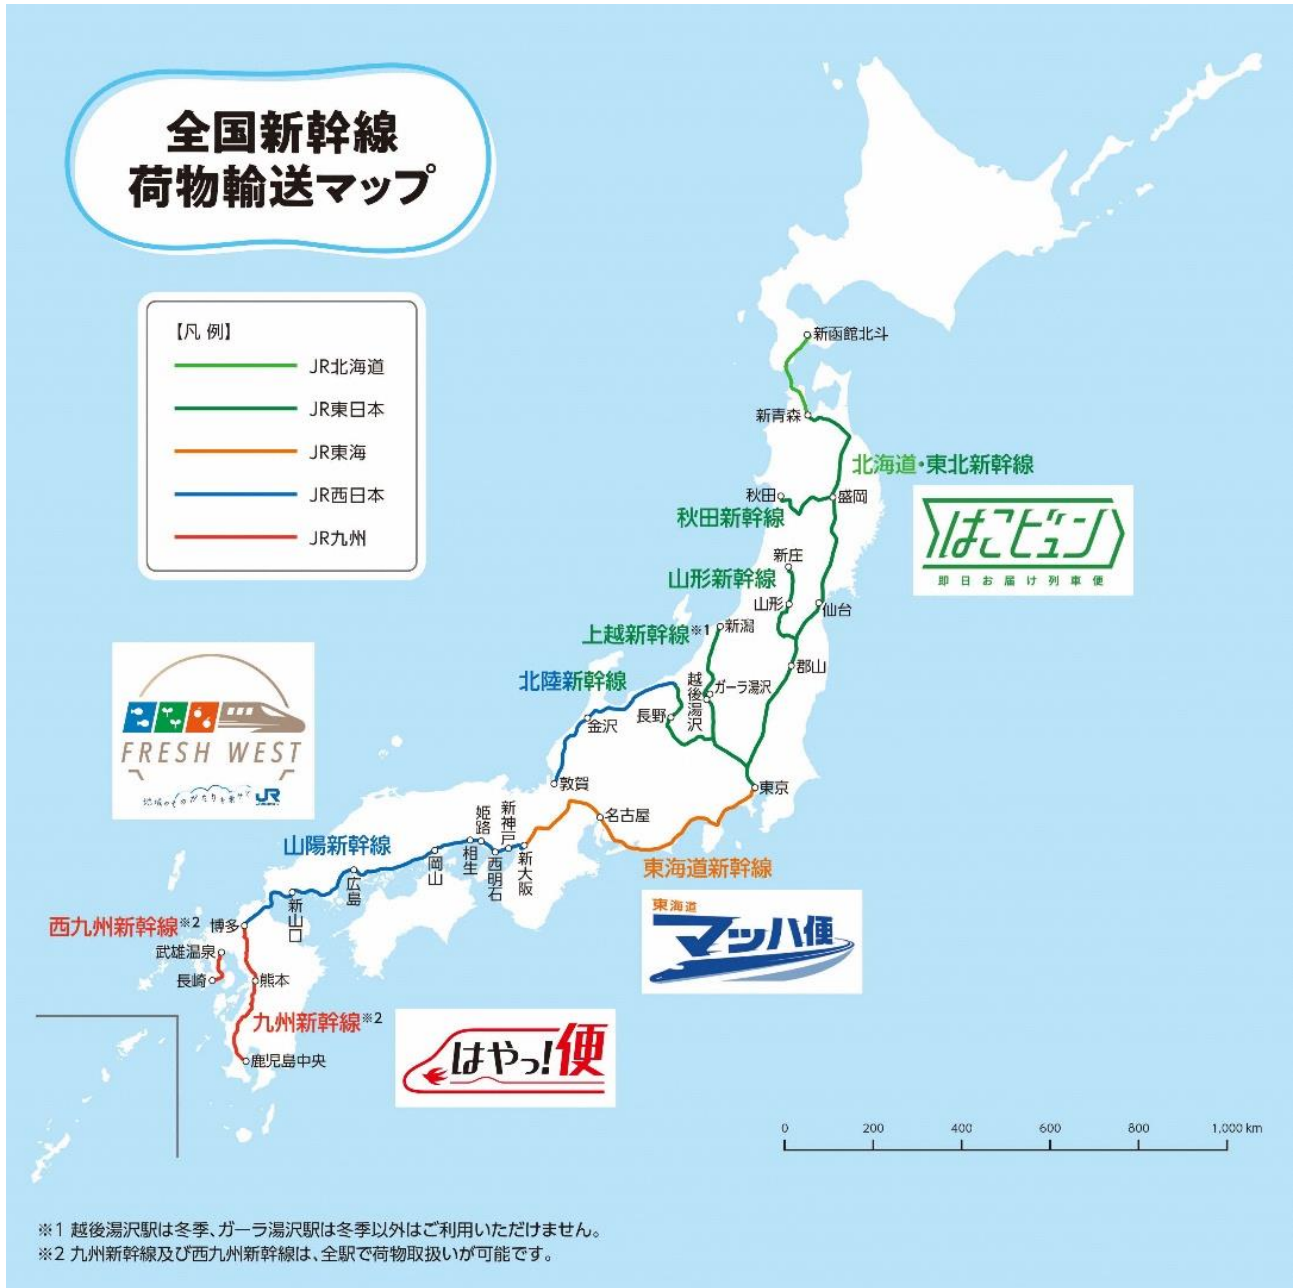 全国新幹線
荷物輸送マップ
【凡 例】
JR北海道
JR東日本
JR東海
JR西日本
JR九州
新函館北斗
新青森
北海道・東北新幹線
秋田
盛岡
秋田新幹線
はこビュン
即日お届け列車便
新庄
山形新幹線
山形
仙台
上越新幹線※1
新潟
郡山
北陸新幹線
越後湯沢
ガーラ湯沢
長野
金沢
FRESH WEST
地域のものがたりを乗せて
JR
敦賀
東京
名古屋
新神戸
姫路
山陽新幹線
相生
西明石
新大阪
岡山
広島
東海道新幹線
新山口
東海道
マッハ便
西九州新幹線※2
博多
武雄温泉
長崎
熊本
九州新幹線※2
はやっ!便
鹿児島中央
0 200 400 600 800 1,000 km
※1 越後湯沢駅は冬季、ガーラ湯沢駅は冬季以外はご利用いただけません。
※2 九州新幹線及び西九州新幹線は、全駅で荷物取扱いが可能です。